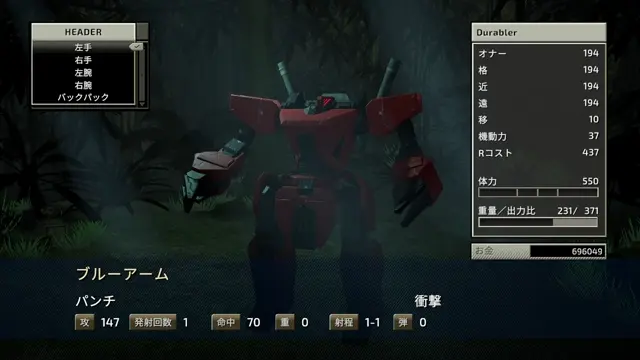 HEADER
左手
右手
左腕
右腕
バックパック
Durabler
オナー 194
格 194
近 194
遠 194
移 10
機動力 37
Rコスト 437
体力 550
重量／出力比 231/ 371
お金 696049
ブルーアーム
パンチ 衝撃
攻 147 発射回数 1 命中 70 重 0 射程 1-1 弾 0